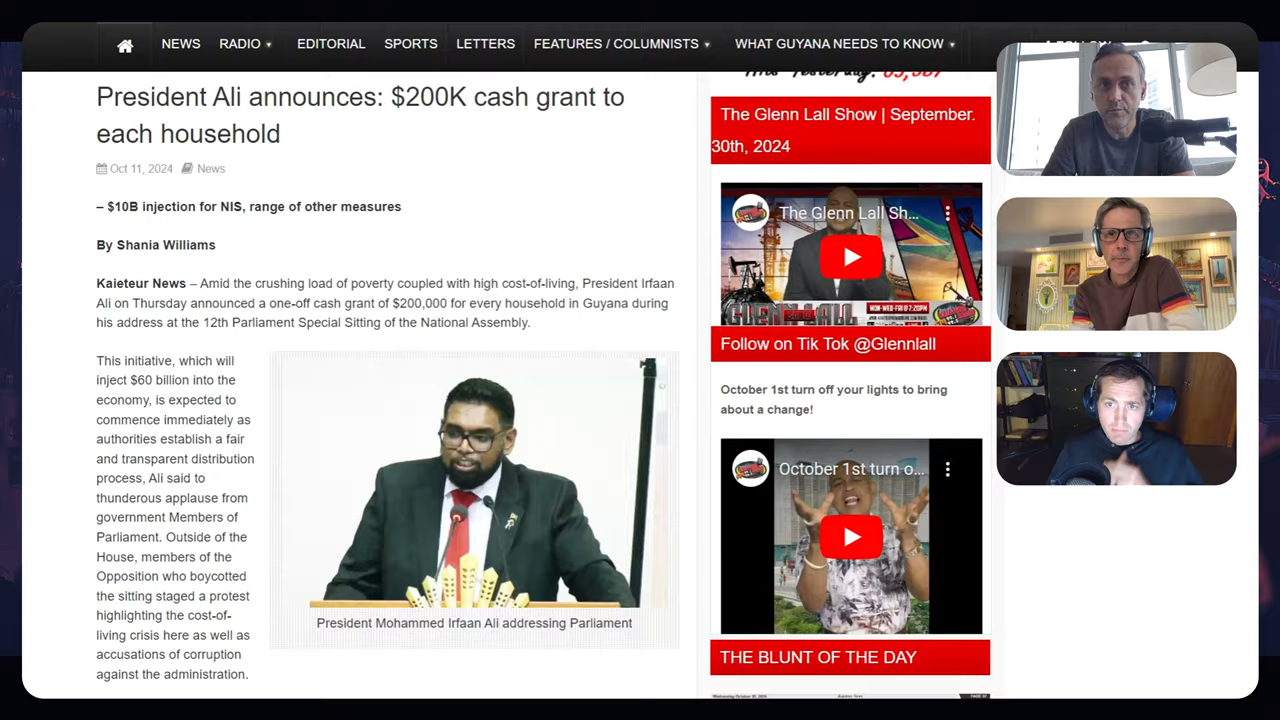 NEWS
RADIO
EDITORIAL
SPORTS
LETTERS
FEATURES / COLUMNISTS
WHAT GUYANA NEEDS TO KNOW
President Ali announces: $200K cash grant to
each household
Oct 11, 2024
News
– $10B injection for NIS, range of other measures
By Shania Williams
Kaieteur News – Amid the crushing load of poverty coupled with high cost-of-living, President Irfaan
Ali on Thursday announced a one-off cash grant of $200,000 for every household in Guyana during
his address at the 12th Parliament Special Sitting of the National Assembly.
This initiative, which will
inject $60 billion into the
economy, is expected to
commence immediately as
authorities establish a fair
and transparent distribution
process, Ali said to
thunderous applause from
government Members of
Parliament. Outside of the
House, members of the
Opposition who boycotted
the sitting staged a protest
highlighting the cost-of-
living crisis here as well as
accusations of corruption
against the administration.
President Mohammed Irfaan Ali addressing Parliament
The Glenn Lall Show | September.
30th, 2024
The Glenn Lall Sh...
GLENN LALL
MON-WED-FRI @ 7:20PM
Follow on Tik Tok @Glennlall
October 1st turn off your lights to bring
about a change!
October 1st turn o...
THE BLUNT OF THE DAY